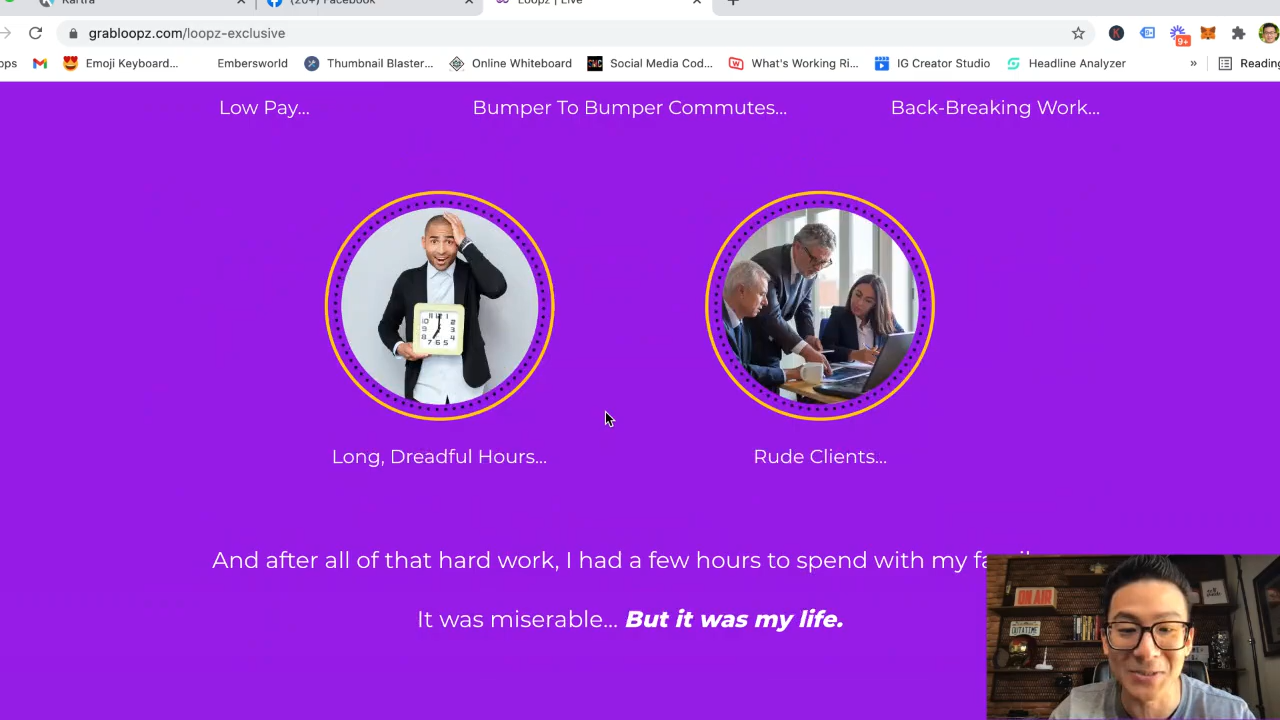 (20+) Facebook
Loopz | Live
grabloopz.com/loopz-exclusive
9+
Emoji Keyboard...
Embersworld
Thumbnail Blaster...
Online Whiteboard
Social Media Cod...
What's Working Ri...
IG Creator Studio
Headline Analyzer
»
Low Pay...
Bumper To Bumper Commutes...
Back-Breaking Work...
Long, Dreadful Hours...
Rude Clients...
And after all of that hard work, I had a few hours to spend with my
It was miserable... But it was my life.
ON AIR
OUTATIME